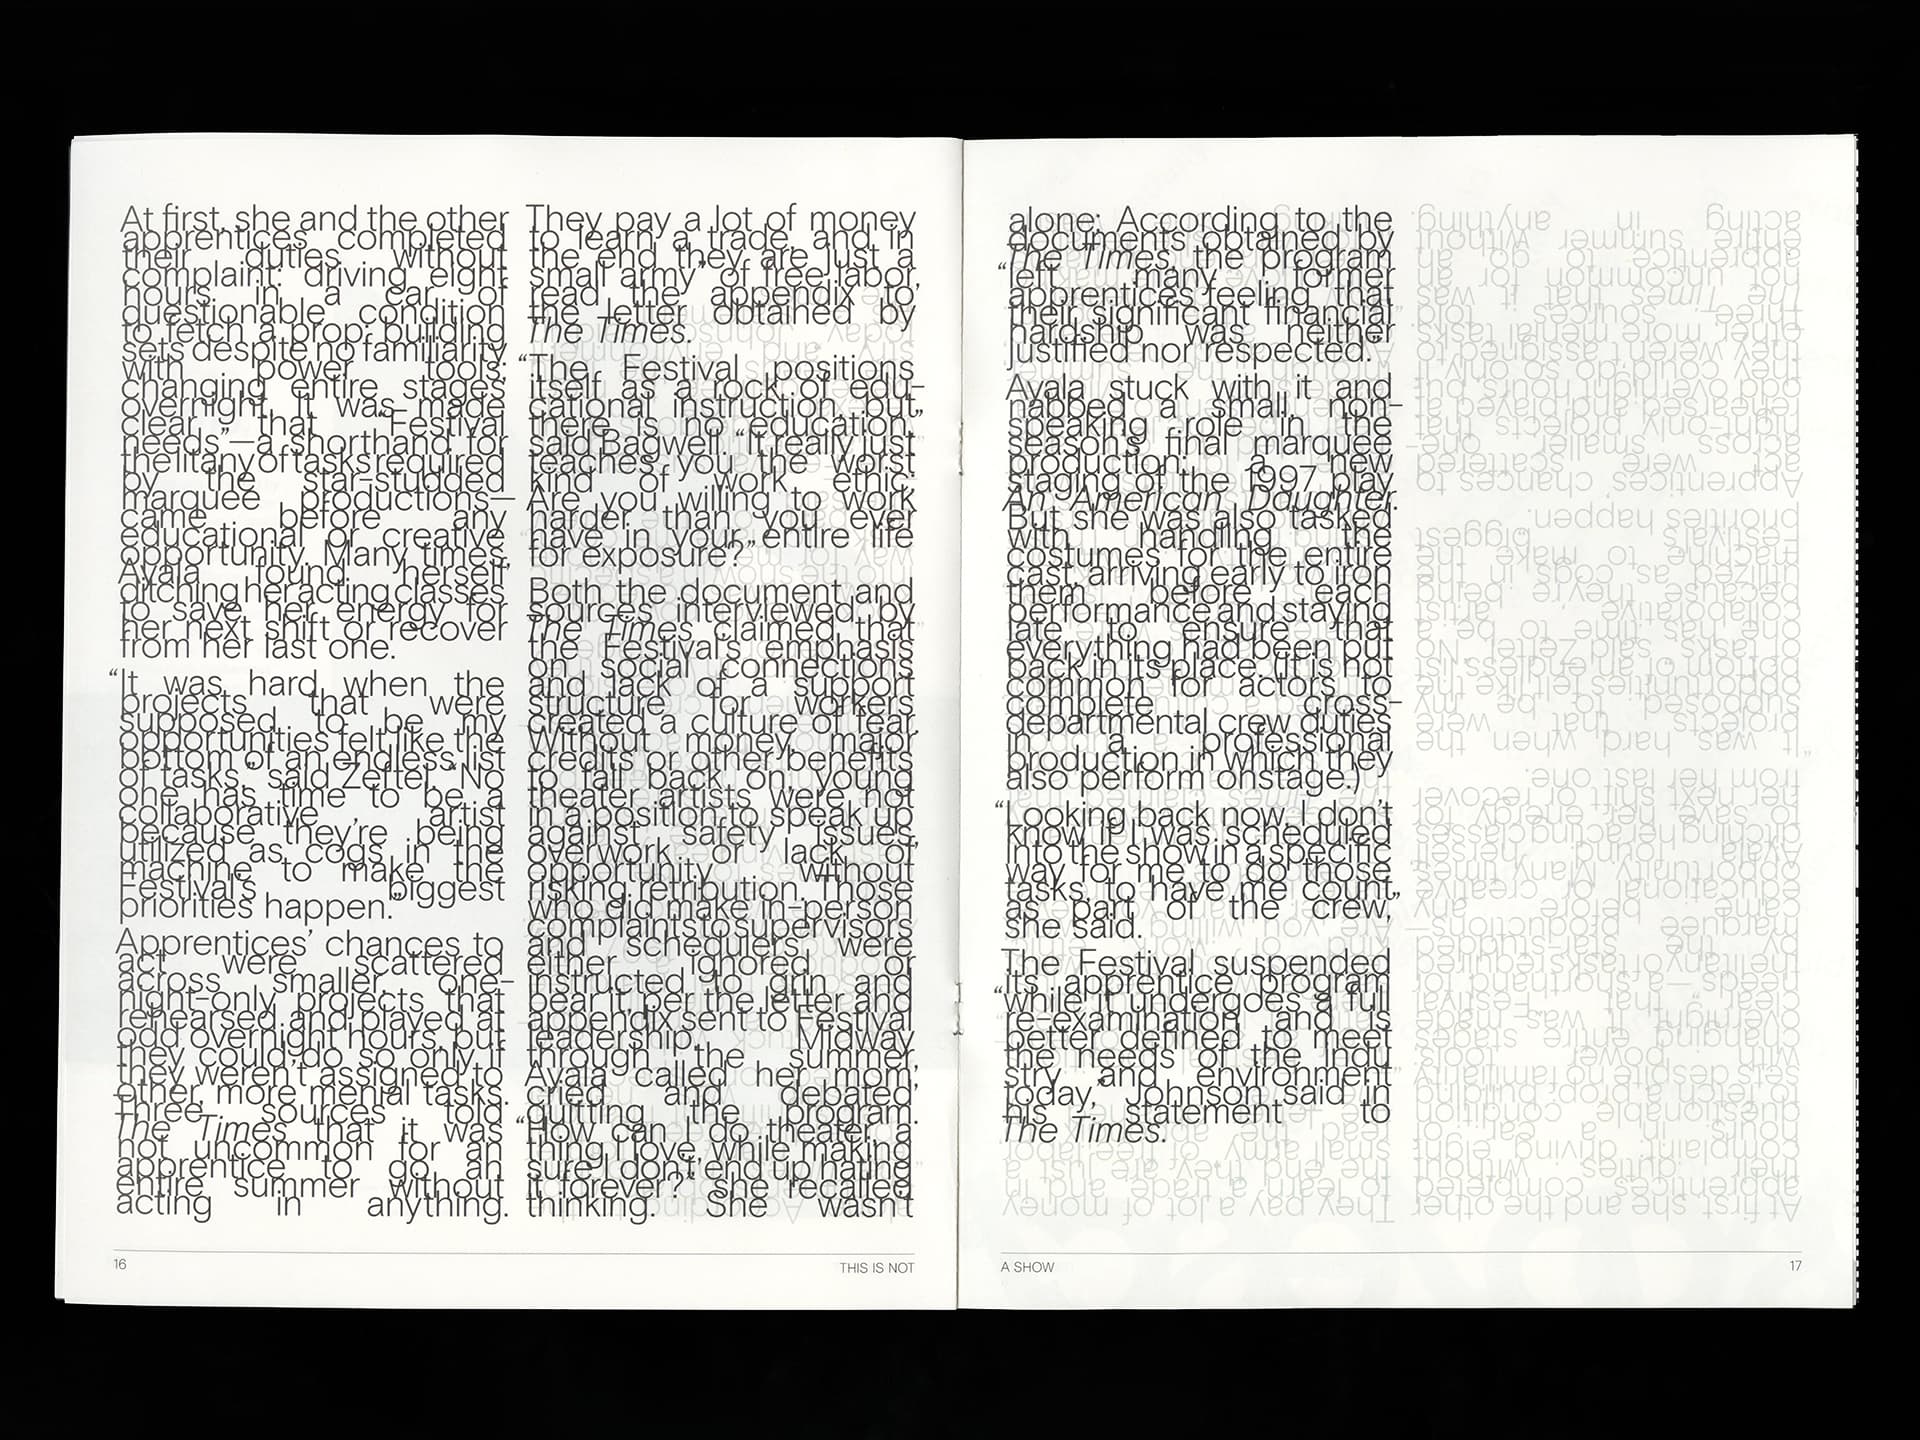 At first, she and the other
apprentices completed
their duties without
complaint: driving eight
hours in a car of
questionable condition
to fetch a prop; building
sets despite no familiarity
with power tools;
changing entire stages
overnight. It was made
clear that “Festival
needs”—a shorthand for
the litany of tasks required
by the star-studded
marquee productions—
came before any
educational or creative
opportunity. Many times,
Ayala found herself
ditching her acting classes
to save her energy for
her next shift or recover
from her last one.
“It was hard when the
projects that were
supposed to be my
opportunities felt like the
bottom of an endless list
of tasks,” said Zeftel. “No
one has time to be a
collaborative artist
because they’re being
utilized as cogs in the
machine to make the
Festival’s biggest
priorities happen.”
Apprentices’ chances to
act were scattered
across smaller, one-
night-only projects that
rehearsed and played at
odd overnight hours, but
they could do so only if
they weren’t assigned to
other, more menial tasks.
Three sources told
The Times that it was
not uncommon for an
apprentice to go an
entire summer without
acting in anything.
They pay a lot of money
to learn a trade, and in
the end they are just a
small army” of free labor,
read the appendix to
the letter obtained by
The Times.
“The Festival positions
itself as a rock of edu-
cational instruction, but
there is no education,”
said Bagwell. “It really just
teaches you the worst
kind of work ethic:
Are you willing to work
harder than you ever
have in your entire life
for exposure?”
Both the document and
sources interviewed by
The Times claimed that
the Festival’s emphasis
on social connections
and lack of a support
structure for workers
created a culture of fear.
Without money, major
credits or other benefits
to fall back on, young
theater artists were not
in a position to speak up
against safety issues,
overwork or lack of
opportunity without
risking retribution. Those
who did make in-person
complaints to supervisors
and schedulers were
either ignored or
instructed to grin and
bear it, per the letter and
appendix sent to Festival
leadership. Midway
through the summer,
Ayala called her mom,
cried and debated
quitting the program.
“How can I do theater, a
thing I love, while making
sure I don’t end up hating
it forever?” she recalled
thinking. She wasn’t
16
THIS IS NOT
alone: According to the
documents obtained by
The Times, the program
“left many former
apprentices feeling that
their significant financial
hardship was neither
justified nor respected.”
Ayala stuck with it and
nabbed a small, non-
speaking role in the
season’s final marquee
production: a new
staging of the 1997 play
An American Daughter.
But she was also tasked
with handling the
costumes for the entire
cast, arriving early to iron
them before each
performance and staying
late to ensure that
everything had been put
back in its place. (It is not
common for actors to
complete cross-
departmental crew duties
in a professional
production in which they
also perform onstage.)
“Looking back now, I don’t
know if I was scheduled
into the show in a specific
way for me to do those
tasks, to have me count
as part of the crew,”
she said.
The Festival suspended
its apprentice program
“while it undergoes a full
re-examination and is
better defined to meet
the needs of the indu
stry and environment
today,” Johnson said in
his statement to
The Times.
A SHOW
17